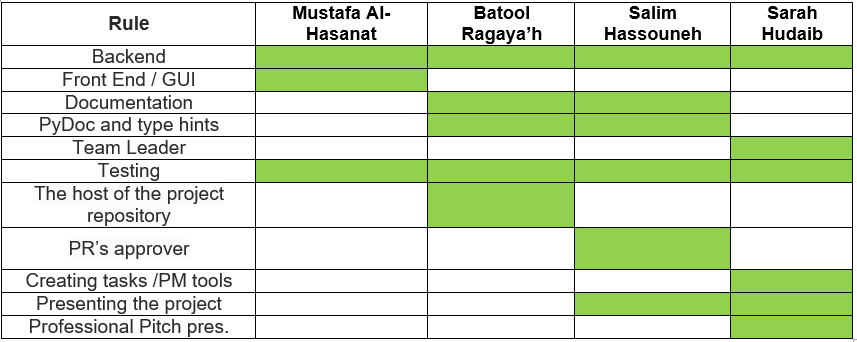 Rule
Mustafa Al-
Hasanat
Batool
Ragaya’h
Salim
Hassouneh
Sarah
Hudaib
Backend
Front End / GUI
Documentation
PyDoc and type hints
Team Leader
Testing
The host of the project
repository
PR’s approver
Creating tasks /PM tools
Presenting the project
Professional Pitch pres.